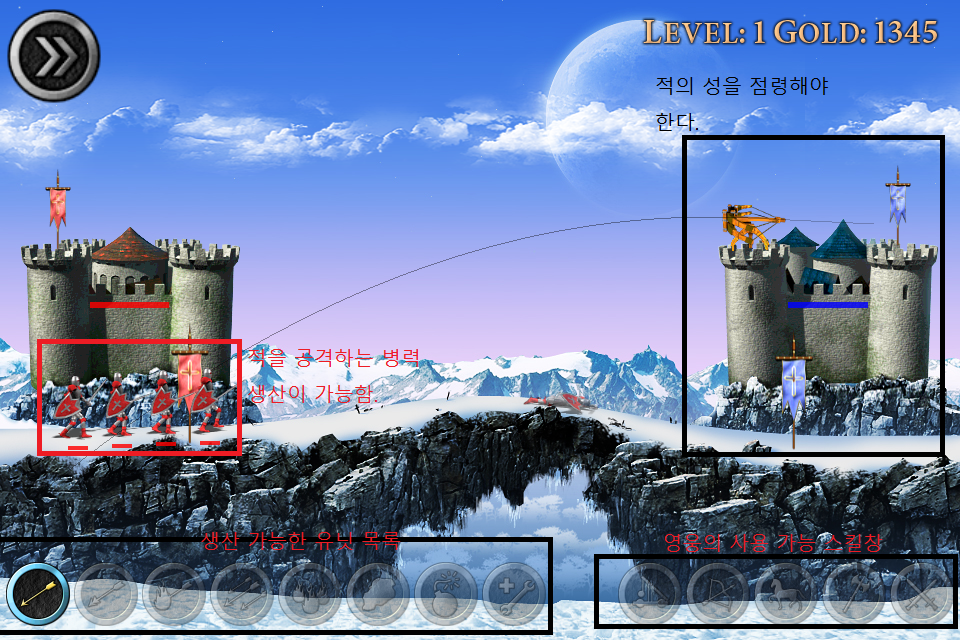 LEVEL: 1 GOLD: 1345
적의 성을 점령해야
한다.
적을 공격하는 병력
생산이 가능함
생산 가능한 유닛 목록
영웅의 사용 가능 스킬창